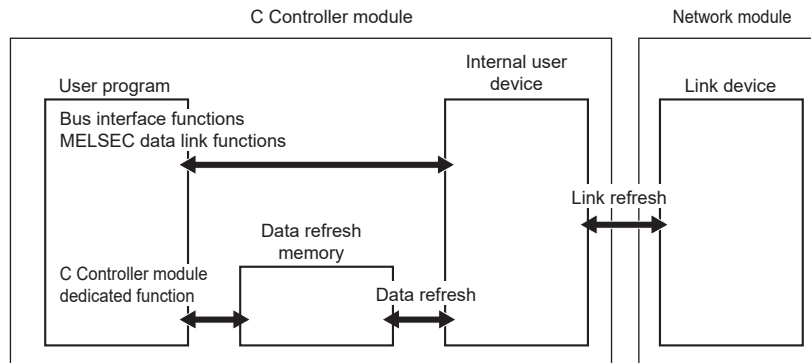 C Controller module
Network module
User program
Internal user
device
Link device
Bus interface functions
MELSEC data link functions
Link refresh
Data refresh
memory
C Controller module
dedicated function
Data refresh